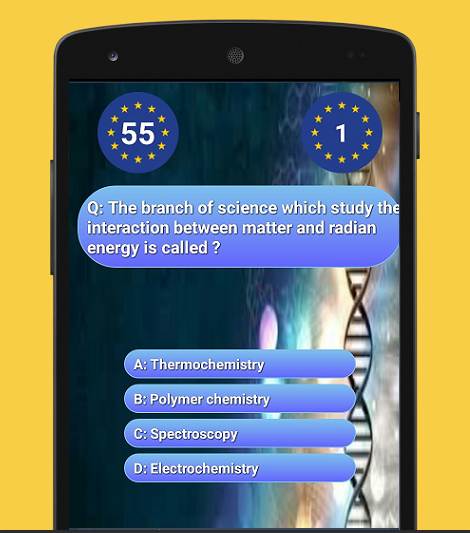 55
1
Q: The branch of science which study the
interaction between matter and radian
energy is called ?
A: Thermochemistry
B: Polymer chemistry
C: Spectroscopy
D: Electrochemistry